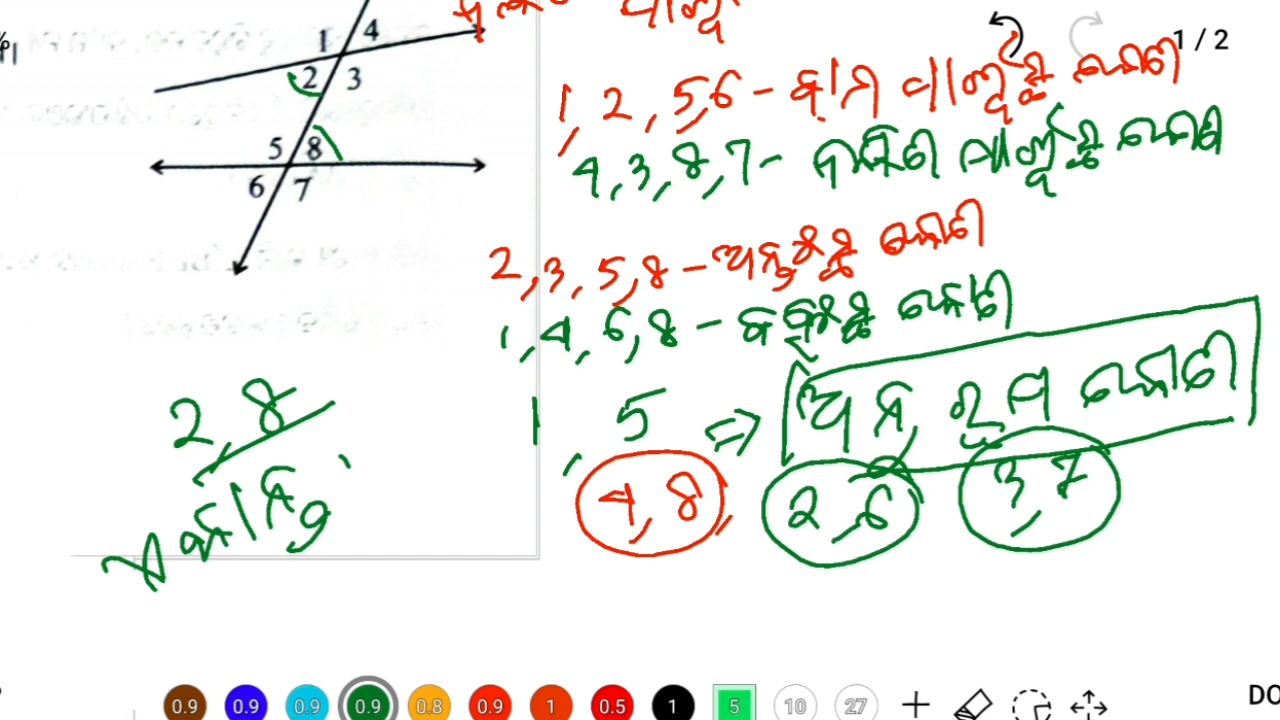 1 / 2
1 4
2 3
1, 2, 5, 6 - ବାମ ପାର୍ଶ୍ୱସ୍ଥ କୋଣ
4, 3, 8, 7 - ଦକ୍ଷିଣ ପାର୍ଶ୍ୱସ୍ଥ କୋଣ
5 8
6 7
2, 3, 5, 8 - ଅନ୍ତଃସ୍ଥ କୋଣ
1, 4, 6, 8 - ବହିଃସ୍ଥ କୋଣ
1, 5 ⇒ ଅନୁରୂପ କୋଣ
2, 8
4, 8, 2, 6, 3, 7
0.9 0.9 0.9 0.9 0.8 0.9 1 0.5 1 5 10 27
DO